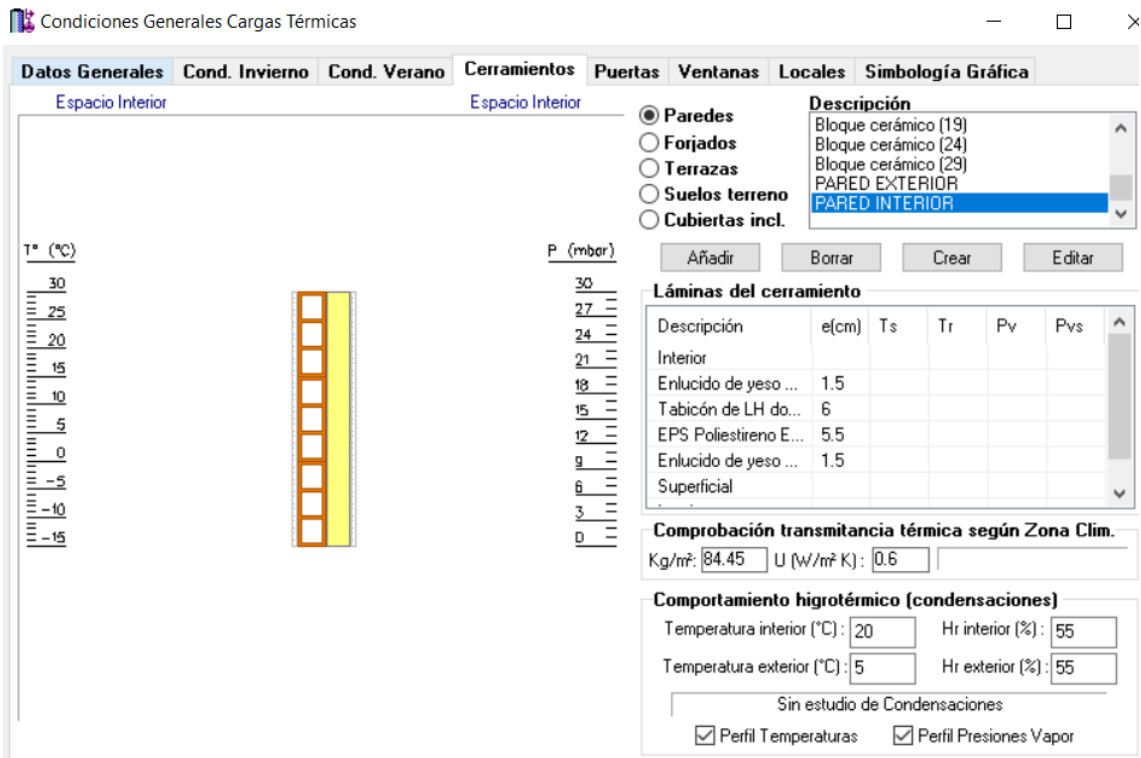 Condiciones Generales Cargas Térmicas
Datos Generales Cond. Invierno Cond. Verano Cerramientos Puertas Ventanas Locales Simbología Gráfica
Espacio Interior Espacio Interior
Paredes
Forjados
Terrazas
Suelos terreno
Cubiertas incl.
Descripción
Bloque cerámico (19)
Bloque cerámico (24)
Bloque cerámico (29)
PARED EXTERIOR
PARED INTERIOR
Añadir Borrar Crear Editar
T° (°C)
30
25
20
15
10
5
0
-5
-10
-15
P (mbar)
30
27
24
21
18
15
12
9
6
3
0
Láminas del cerramiento
Descripción e(cm) Ts Tr Pv Pvs
Interior
Enlucido de yeso ... 1.5
Tabicón de LH do... 6
EPS Poliestireno E... 5.5
Enlucido de yeso ... 1.5
Superficial
Comprobación transmitancia térmica según Zona Clim.
Kg/m²: 84.45 U (W/m² K) : 0.6
Comportamiento higrotérmico (condensaciones)
Temperatura interior (°C) : 20 Hr interior (%) : 55
Temperatura exterior (°C) : 5 Hr exterior (%) : 55
Sin estudio de Condensaciones
Perfil Temperaturas Perfil Presiones Vapor